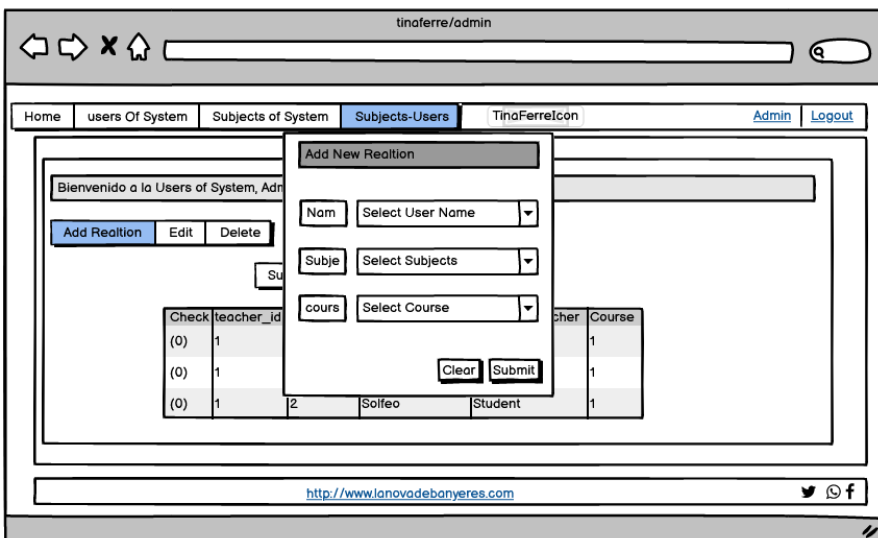 tinaferre/admin
Home users Of System Subjects of System Subjects-Users TinaFerreIcon Admin Logout
Add New Realtion
Bienvenido a la Users of System, Adm
Nam Select User Name
Add Realtion Edit Delete
Subje Select Subjects
Su
cours Select Course
Check teacher_id cher Course
(0) 1 1
(0) 1 1
Clear Submit
(0) 1 2 Solfeo Student 1
http://www.lanovadebanyeres.com